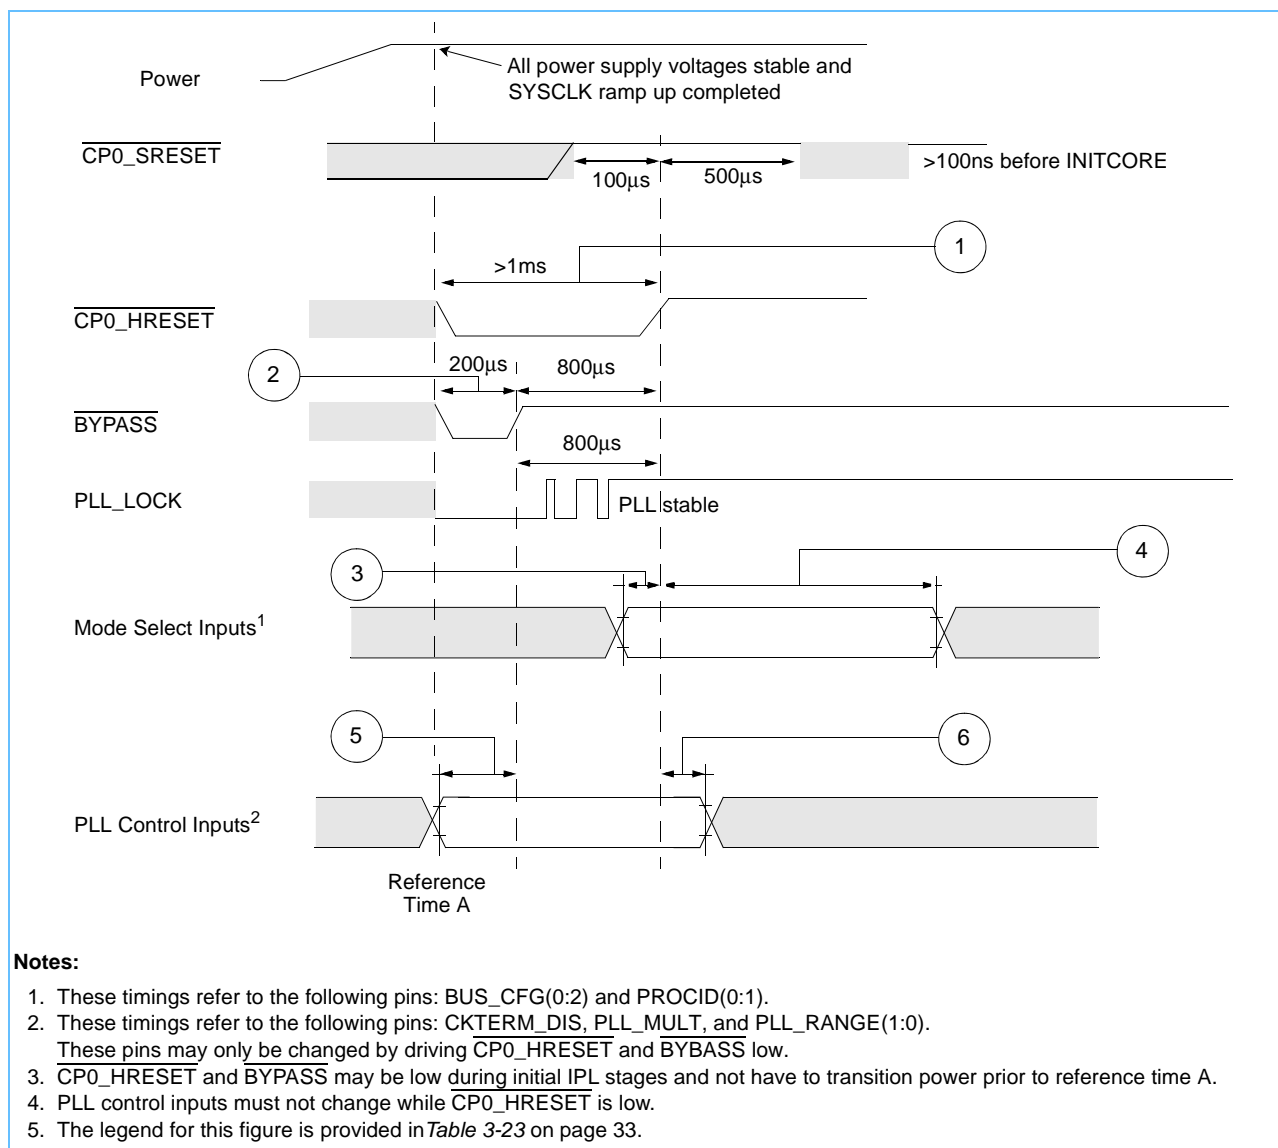 Power
All power supply voltages stable and
SYSCLK ramp up completed
CP0_SRESET
100µs
500µs
>100ns before INITCORE
1
>1ms
CP0_HRESET
2
200µs
800µs
BYPASS
800µs
PLL_LOCK
PLL stable
3
4
Mode Select Inputs1
5
6
PLL Control Inputs2
Reference
Time A
Notes:
1. These timings refer to the following pins: BUS_CFG(0:2) and PROCID(0:1).
2. These timings refer to the following pins: CKTERM_DIS, PLL_MULT, and PLL_RANGE(1:0).
These pins may only be changed by driving CP0_HRESET and BYBASS low.
3. CP0_HRESET and BYPASS may be low during initial IPL stages and not have to transition power prior to reference time A.
4. PLL control inputs must not change while CP0_HRESET is low.
5. The legend for this figure is provided in Table 3-23 on page 33.